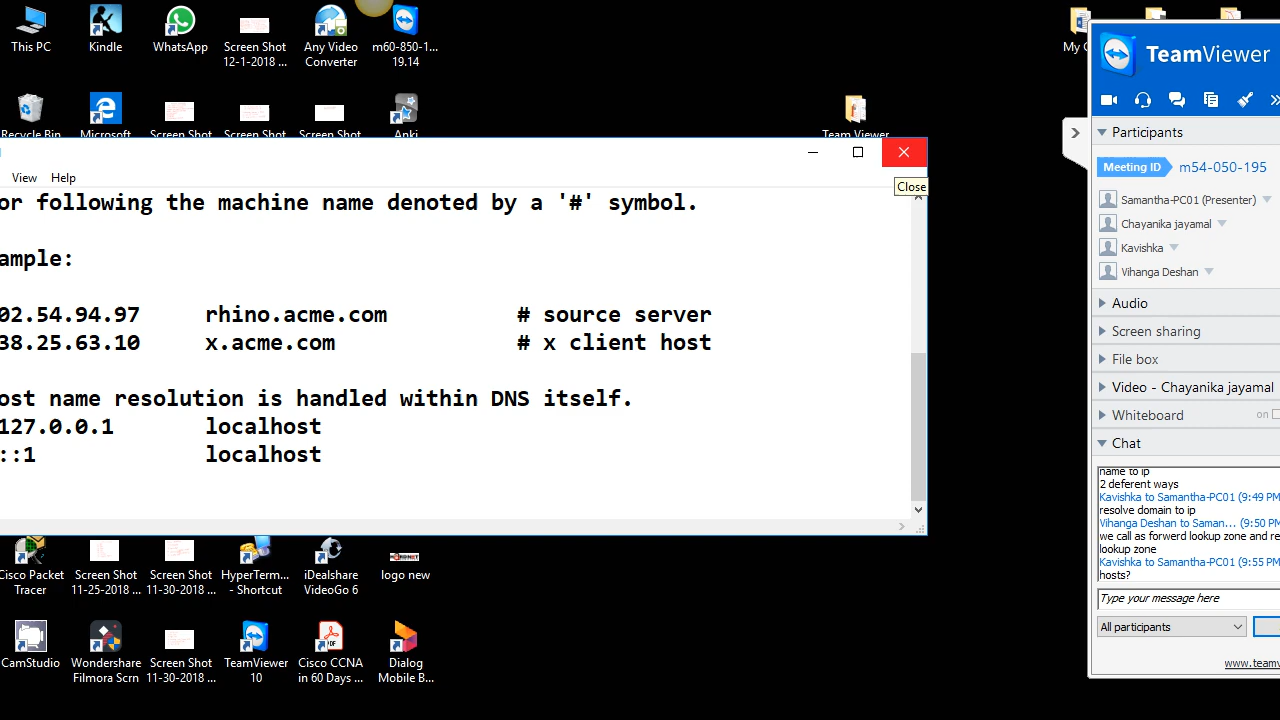 This PC
Kindle
WhatsApp
Screen Shot
12-1-2018 ...
Any Video
Converter
m60-850-1...
19.14
Recycle Bin
Microsoft
Screen Shot
Screen Shot
Screen Shot
Anki
Team Viewer
View Help
Close
or following the machine name denoted by a '#' symbol.
ample:
02.54.94.97 rhino.acme.com # source server
38.25.63.10 x.acme.com # x client host
ost name resolution is handled within DNS itself.
127.0.0.1 localhost
::1 localhost
Cisco Packet
Tracer
Screen Shot
11-25-2018 ...
Screen Shot
11-30-2018 ...
HyperTerm...
- Shortcut
iDealshare
VideoGo 6
logo new
CamStudio
Wondershare
Filmora Scrn
Screen Shot
11-30-2018 ...
TeamViewer
10
Cisco CCNA
in 60 Days ...
Dialog
Mobile B...
My
TeamViewer
Participants
Meeting ID m54-050-195
Samantha-PC01 (Presenter)
Chayanika jayamal
Kavishka
Vihanga Deshan
Audio
Screen sharing
File box
Video - Chayanika jayamal
Whiteboard on
Chat
name to ip
2 deferent ways
Kavishka to Samantha-PC01 (9:49 PM
resolve domain to ip
Vihanga Deshan to Saman... (9:50 PM
we call as forwerd lookup zone and re
lookup zone
Kavishka to Samantha-PC01 (9:55 PM
hosts?
Type your message here
All participants
www.teamv